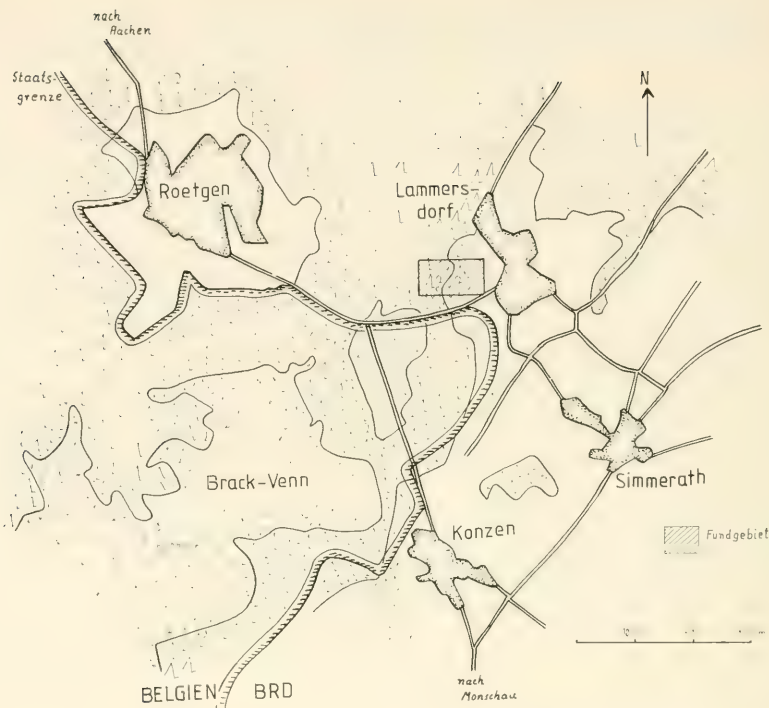 nach
Aachen
Staats-
grenze
N
Roetgen
Lammers-
dorf
Brack-Venn
Simmerath
Konzen
Fundgebiet
nach
Monschau
BELGIEN BRD